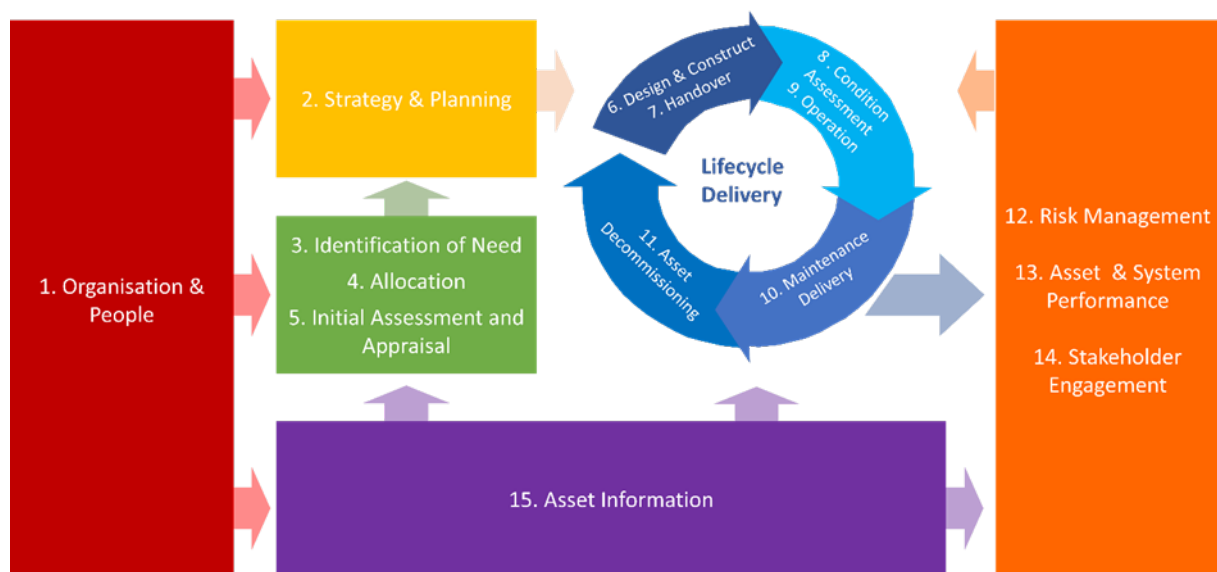 1. Organisation &
People
2. Strategy & Planning
3. Identification of Need
4. Allocation
5. Initial Assessment and
Appraisal
6. Design & Construct
7. Handover
8. Condition
Assessment
9. Operation
Lifecycle
Delivery
10. Maintenance
Delivery
11. Asset
Decommissioning
12. Risk Management
13. Asset & System
Performance
14. Stakeholder
Engagement
15. Asset Information